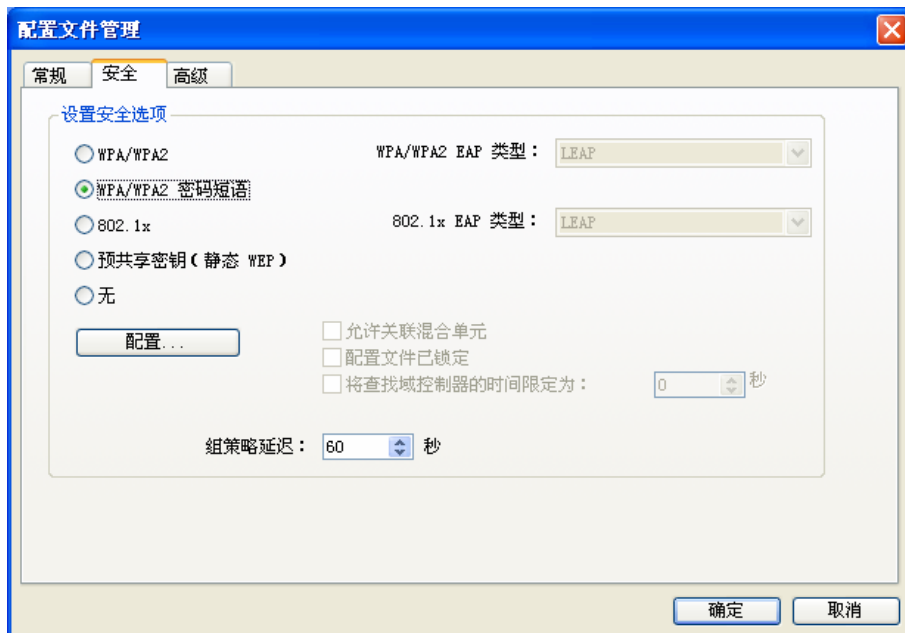 配置文件管理
常规 安全 高级
设置安全选项
WPA/WPA2 WPA/WPA2 EAP 类型： LEAP
WPA/WPA2 密码短语
802.1x 802.1x EAP 类型： LEAP
预共享密钥(静态 WEP)
无
配置... 允许关联混合单元
配置文件已锁定
将查找域控制器的时间限定为： 0 秒
组策略延迟： 60 秒
确定 取消